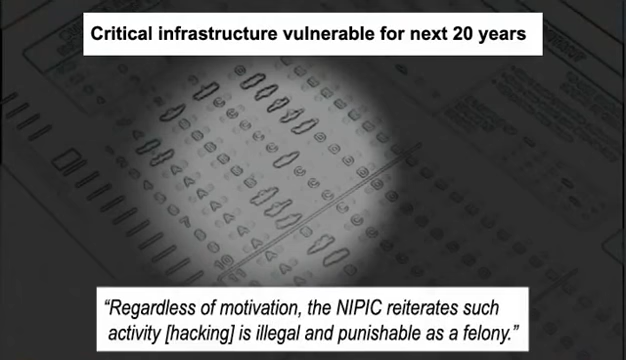 Critical infrastructure vulnerable for next 20 years
“Regardless of motivation, the NIPIC reiterates such
activity [hacking] is illegal and punishable as a felony.”